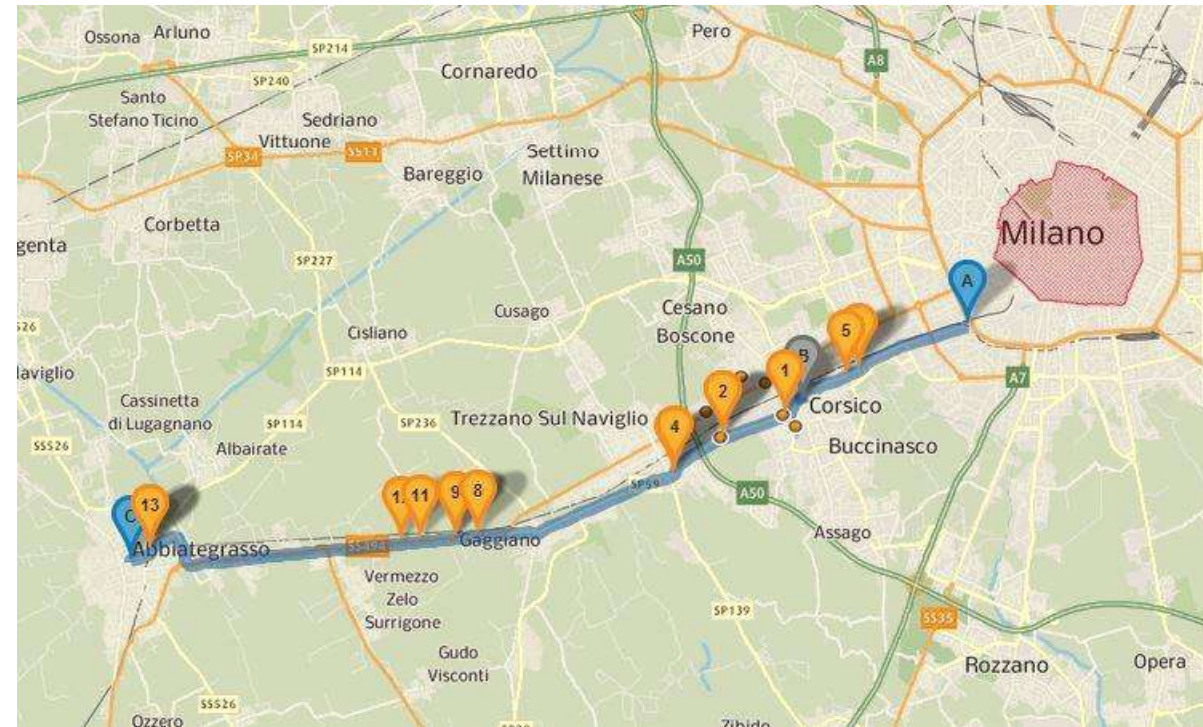 Ossona
Arluno
SP214
Pero
A8
SP240
Cornaredo
Santo
Stefano Ticino
Sedriano
Vittuone
SP34
SS11
Settimo
Milanese
Bareggio
Corbetta
genta
Milano
SP227
A50
A
S26
Cesano
Boscone
Cusago
Cisliano
5
B
A7
SP114
laviglio
1
Cassinetta
di Lugagnano
2
Corsico
SP114
SP236
Trezzano Sul Naviglio
4
SS526
Albairate
Buccinasco
SP59
A50
13
11
9
8
Abbiategrasso
Gaggiano
Assago
Vermezzo
Zelo
Surrigone
SP139
SS35
Gudo
Visconti
Rozzano
Opera
SS526
Ozzero
Zibido